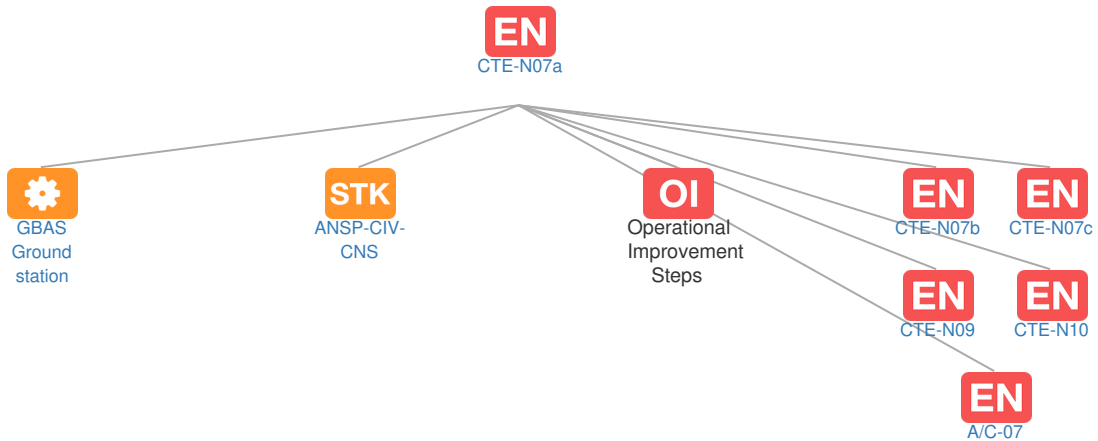 EN
CTE-N07a
STK
OI
EN
EN
GBAS
Ground
station
ANSP-CIV-
CNS
Operational
Improvement
Steps
CTE-N07b
CTE-N07c
EN
EN
CTE-N09
CTE-N10
EN
A/C-07